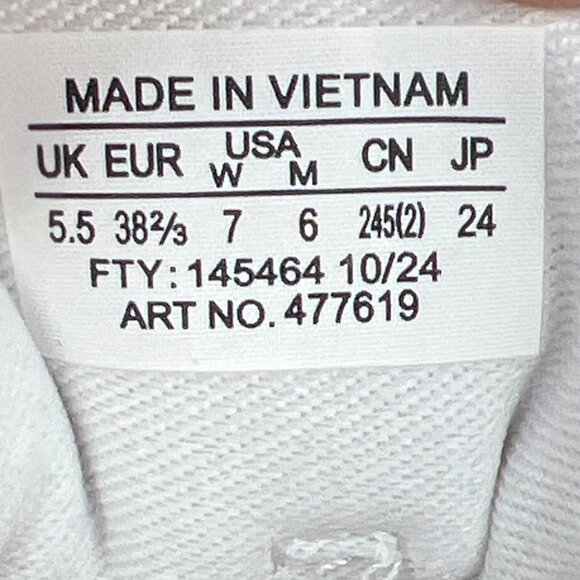 MADE IN VIETNAM
UK EUR USA CN JP
W M
5.5 38⅔ 7 6 245(2) 24
FTY: 145464 10/24
ART NO. 477619